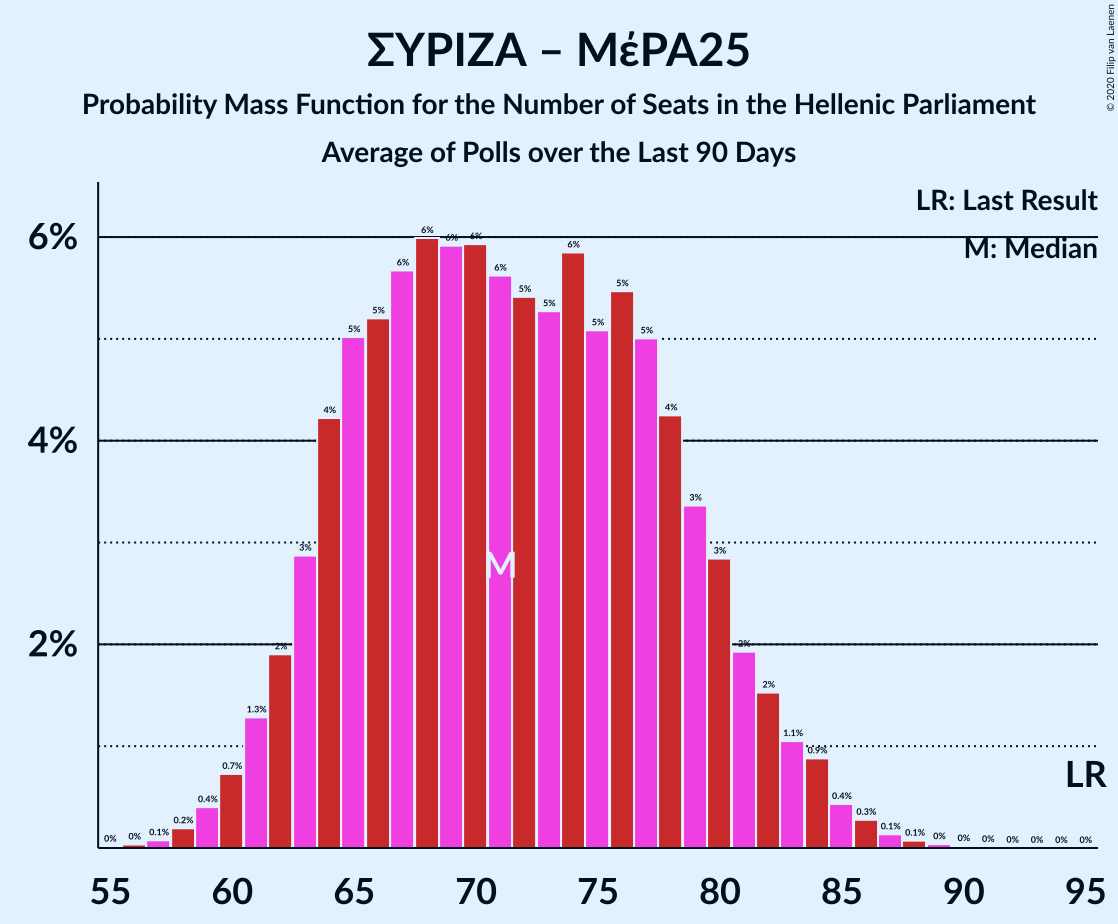 ΣΥΡΙΖΑ – ΜέΡΑ25
Probability Mass Function for the Number of Seats in the Hellenic Parliament
Average of Polls over the Last 90 Days
© 2020 Filip van Laenen
LR: Last Result
M: Median
6%
4%
2%
0% 0% 0.1% 0.2% 0.4% 0.7% 1.3% 2% 3% 4% 5% 5% 6% 6% 6% 6% 6% 5% 5% 6% 5% 5% 5% 4% 3% 3% 2% 2% 1.1% 0.9% 0.4% 0.3% 0.1% 0.1% 0% 0% 0% 0% 0% 0% 0%
M
LR
55 60 65 70 75 80 85 90 95